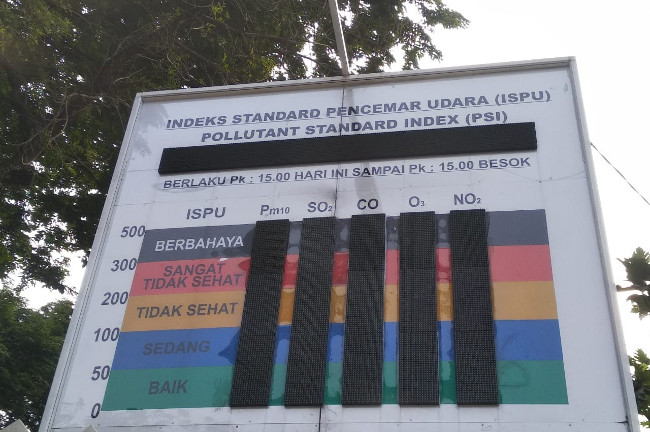 INDEKS STANDARD PENCEMAR UDARA (ISPU)
POLLUTANT STANDARD INDEX (PSI)
BERLAKU Pk : 15.00 HARI INI SAMPAI Pk : 15.00 BESOK
ISPU Pm10 SO2 CO O3 NO2
500
BERBAHAYA
300
SANGAT
TIDAK SEHAT
200
TIDAK SEHAT
100
SEDANG
50
BAIK
0